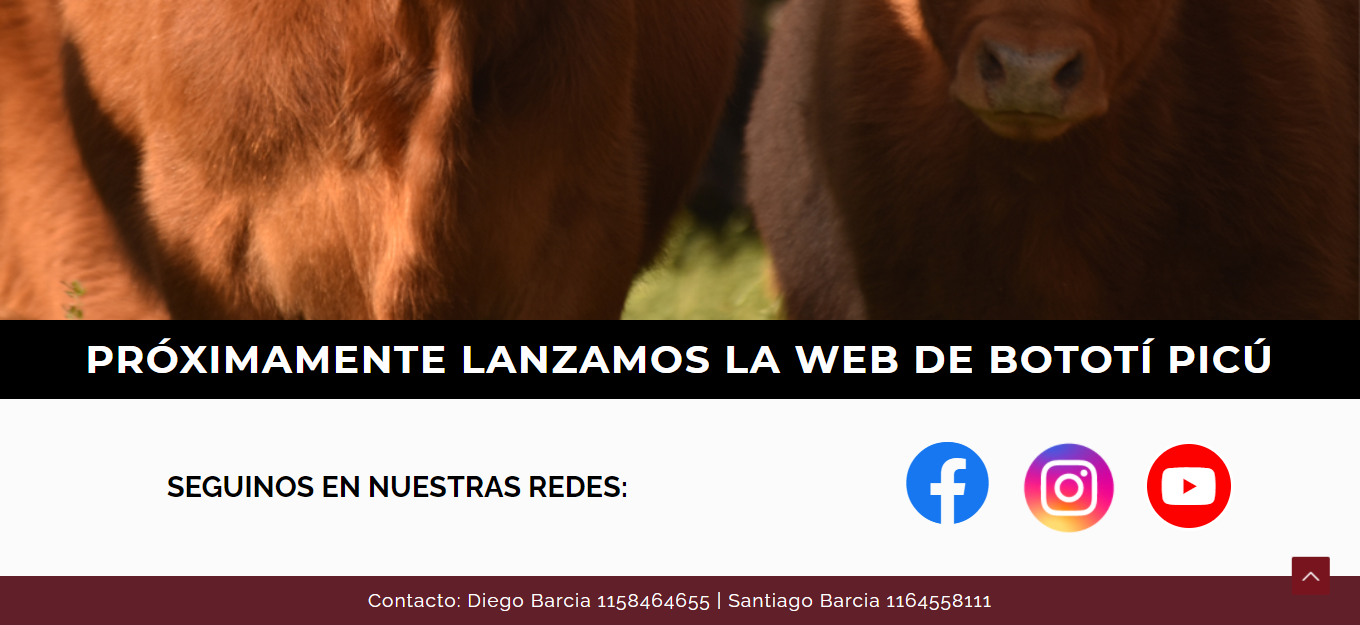 PRÓXIMAMENTE LANZAMOS LA WEB DE BOTOTÍ PICÚ
SEGUINOS EN NUESTRAS REDES:
Contacto: Diego Barcia 1158464655 | Santiago Barcia 1164558111